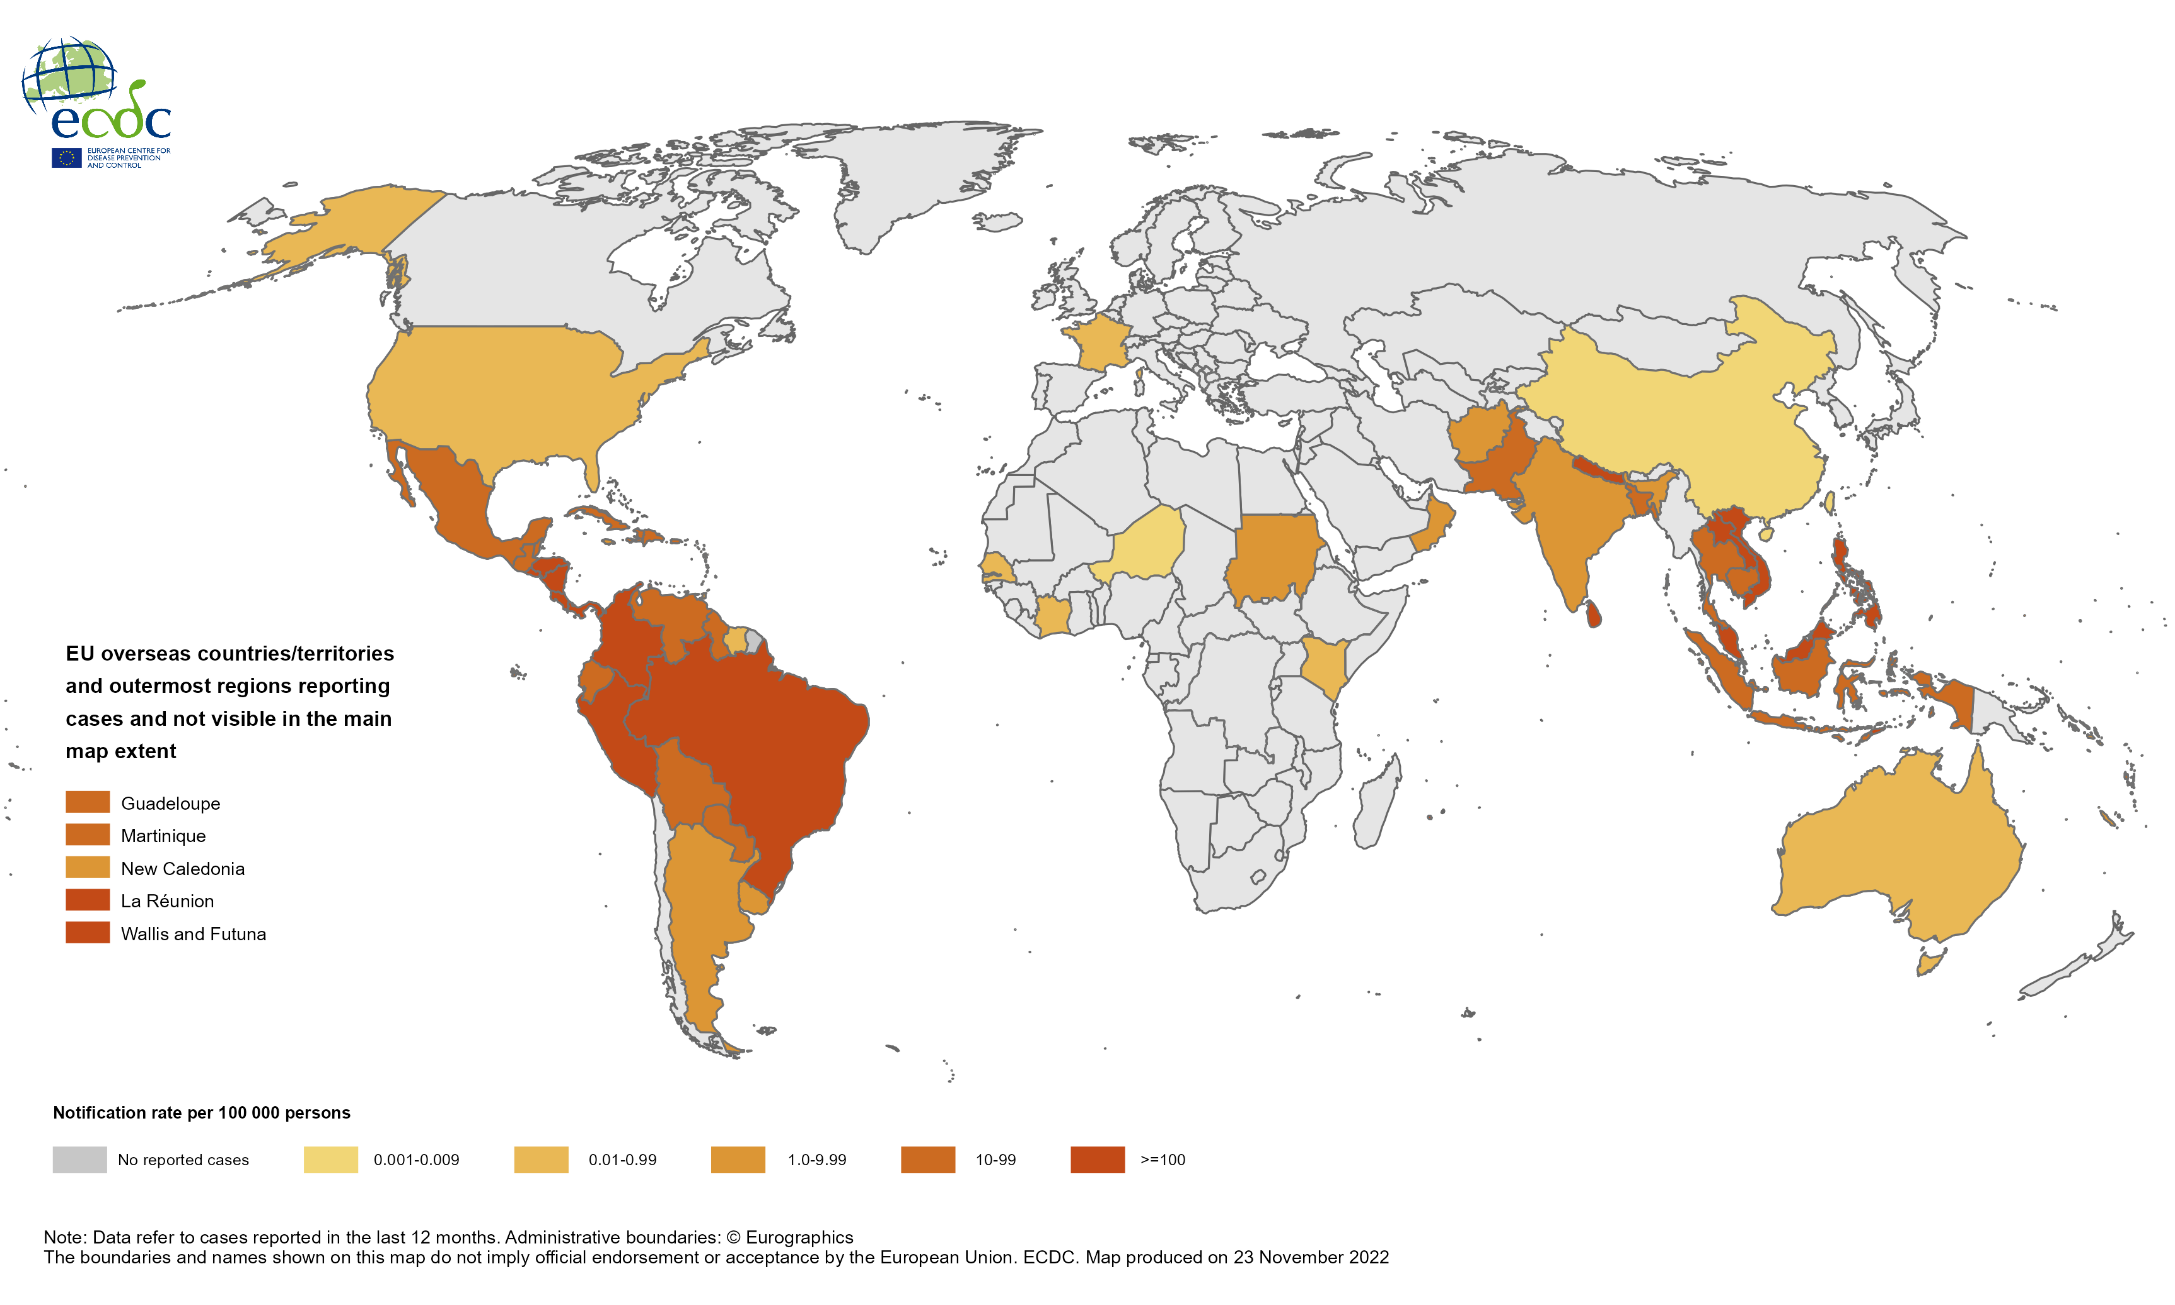 ecdc
EUROPEAN CENTRE FOR
DISEASE PREVENTION
AND CONTROL
EU overseas countries/territories
and outermost regions reporting
cases and not visible in the main
map extent
Guadeloupe
Martinique
New Caledonia
La Réunion
Wallis and Futuna
Notification rate per 100 000 persons
No reported cases
0.001-0.009
0.01-0.99
1.0-9.99
10-99
>=100
Note: Data refer to cases reported in the last 12 months. Administrative boundaries: © Eurographics
The boundaries and names shown on this map do not imply official endorsement or acceptance by the European Union. ECDC. Map produced on 23 November 2022